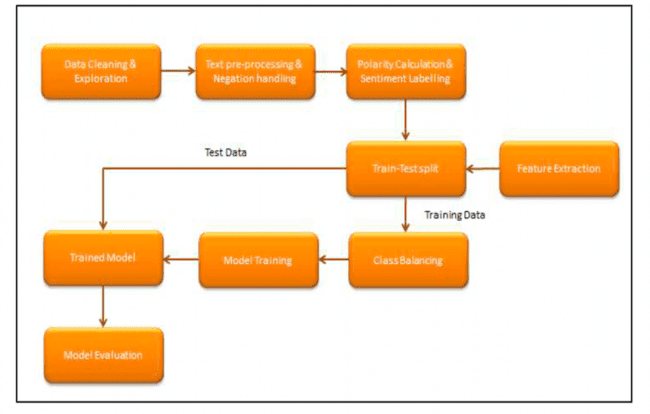 Data Cleaning &
Exploration
Text pre-processing &
Negation handling
Polarity Calculation &
Sentiment Labelling
Test Data
Train-Test split
Feature Extraction
Training Data
Trained Model
Model Training
Class Balancing
Model Evaluation